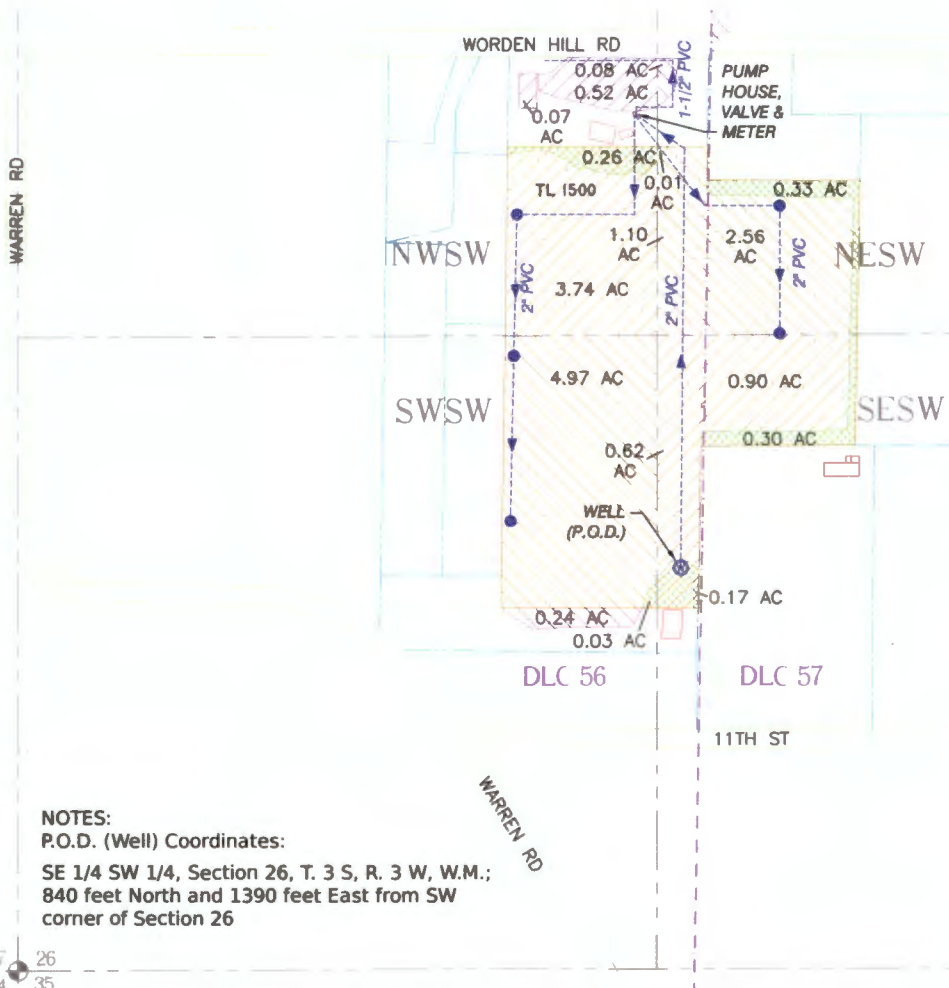 WORDEN HILL RD
0.08 AC
0.52 AC
1-1/2" PVC
PUMP
HOUSE,
VALVE &
METER
0.07
AC
WARREN RD
0.26 AC
0.01
AC
0.33 AC
TL 1500
1.10
AC
2.56
AC
NWSW
NESW
2" PVC
3.74 AC
2" PVC
2" PVC
4.97 AC
0.90 AC
SWSW
SESW
0.30 AC
0.62
AC
WELL
(P.O.D.)
0.17 AC
0.24 AC
0.03 AC
DLC 56
DLC 57
11TH ST
WARREN RD
NOTES:
P.O.D. (Well) Coordinates:
SE 1/4 SW 1/4, Section 26, T. 3 S, R. 3 W, W.M.;
840 feet North and 1390 feet East from SW
corner of Section 26
26
35